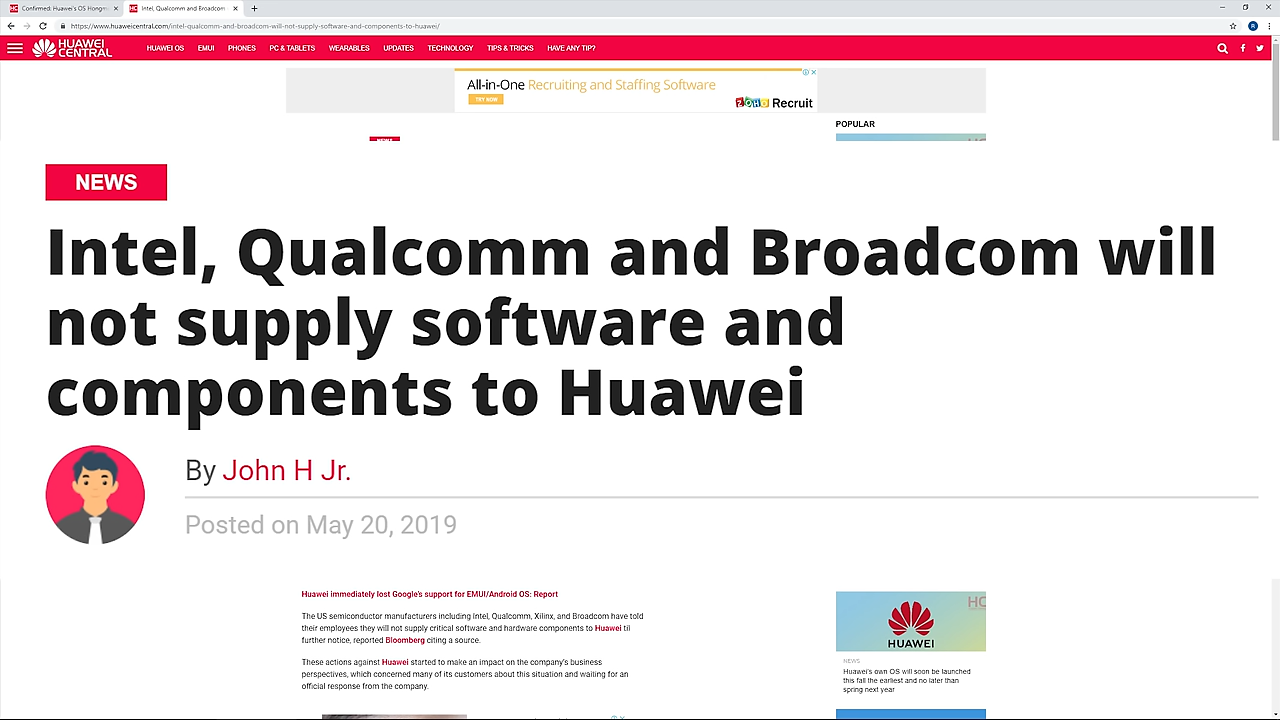 Confirmed: Huawei's OS Hongm
Intel, Qualcomm and Broadcom
https://www.huaweicentral.com/intel-qualcomm-and-broadcom-will-not-supply-software-and-components-to-huawei/
HUAWEI
CENTRAL
HUAWEI OS EMUI PHONES PC & TABLETS WEARABLES UPDATES TECHNOLOGY TIPS & TRICKS HAVE ANY TIP?
All-in-One Recruiting and Staffing Software
TRY NOW
ZOHO Recruit
POPULAR
NEWS
Intel, Qualcomm and Broadcom will
not supply software and
components to Huawei
By John H Jr.
Posted on May 20, 2019
Huawei immediately lost Google's support for EMUI/Android OS: Report
The US semiconductor manufacturers including Intel, Qualcomm, Xilinx, and Broadcom have told
their employees they will not supply critical software and hardware components to Huawei til
further notice, reported Bloomberg citing a source.
These actions against Huawei started to make an impact on the company's business
perspectives, which concerned many of its customers about this situation and waiting for an
official response from the company.
HC
HUAWEI
NEWS
Huawei's own OS will soon be launched
this fall the earliest and no later than
spring next year